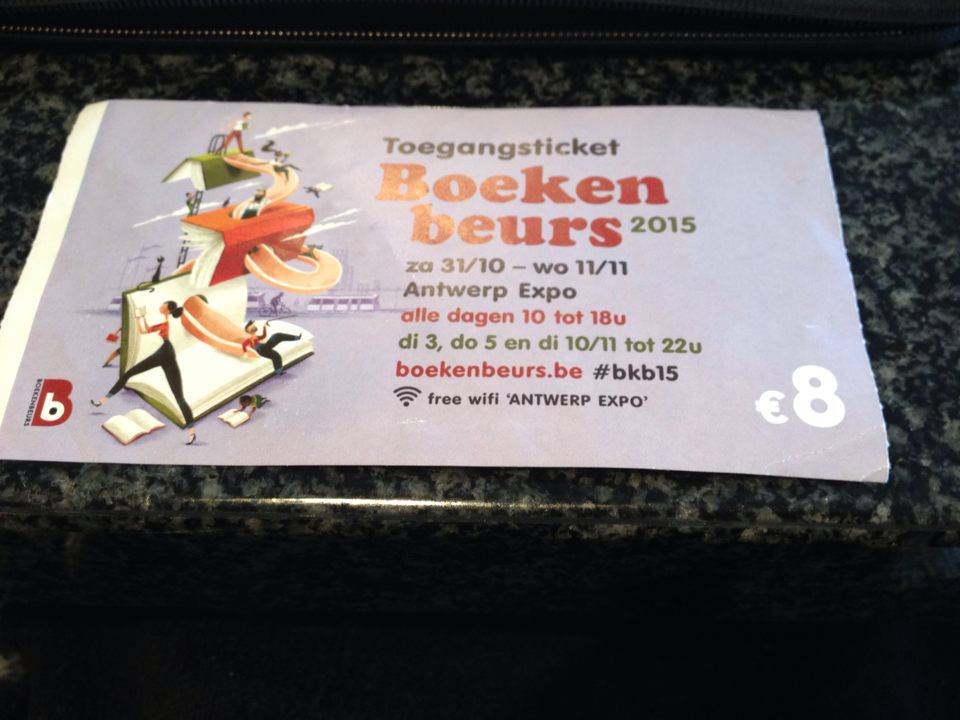 Toegangsticket
Boeken
beurs 2015
za 31/10 – wo 11/11
Antwerp Expo
alle dagen 10 tot 18u
di 3, do 5 en di 10/11 tot 22u
boekenbeurs.be #bkb15
free wifi 'ANTWERP EXPO'
€8
b
BOEKENBEURS